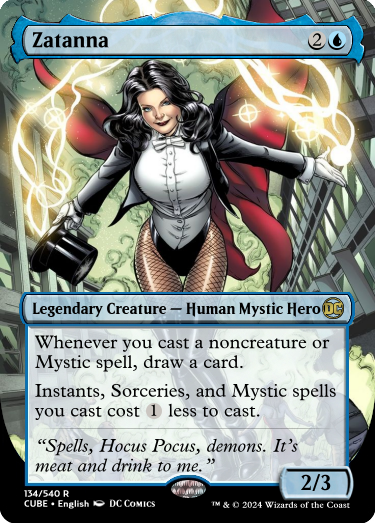 Zatanna 2
Legendary Creature — Human Mystic Hero DC
Whenever you cast a noncreature or
Mystic spell, draw a card.
Instants, Sorceries, and Mystic spells
you cast cost 1 less to cast.
“Spells, Hocus Pocus, demons. It's
meat and drink to me.”
2/3
134/540 R
CUBE • English DC COMICS
™ & © 2024 Wizards of the Coast